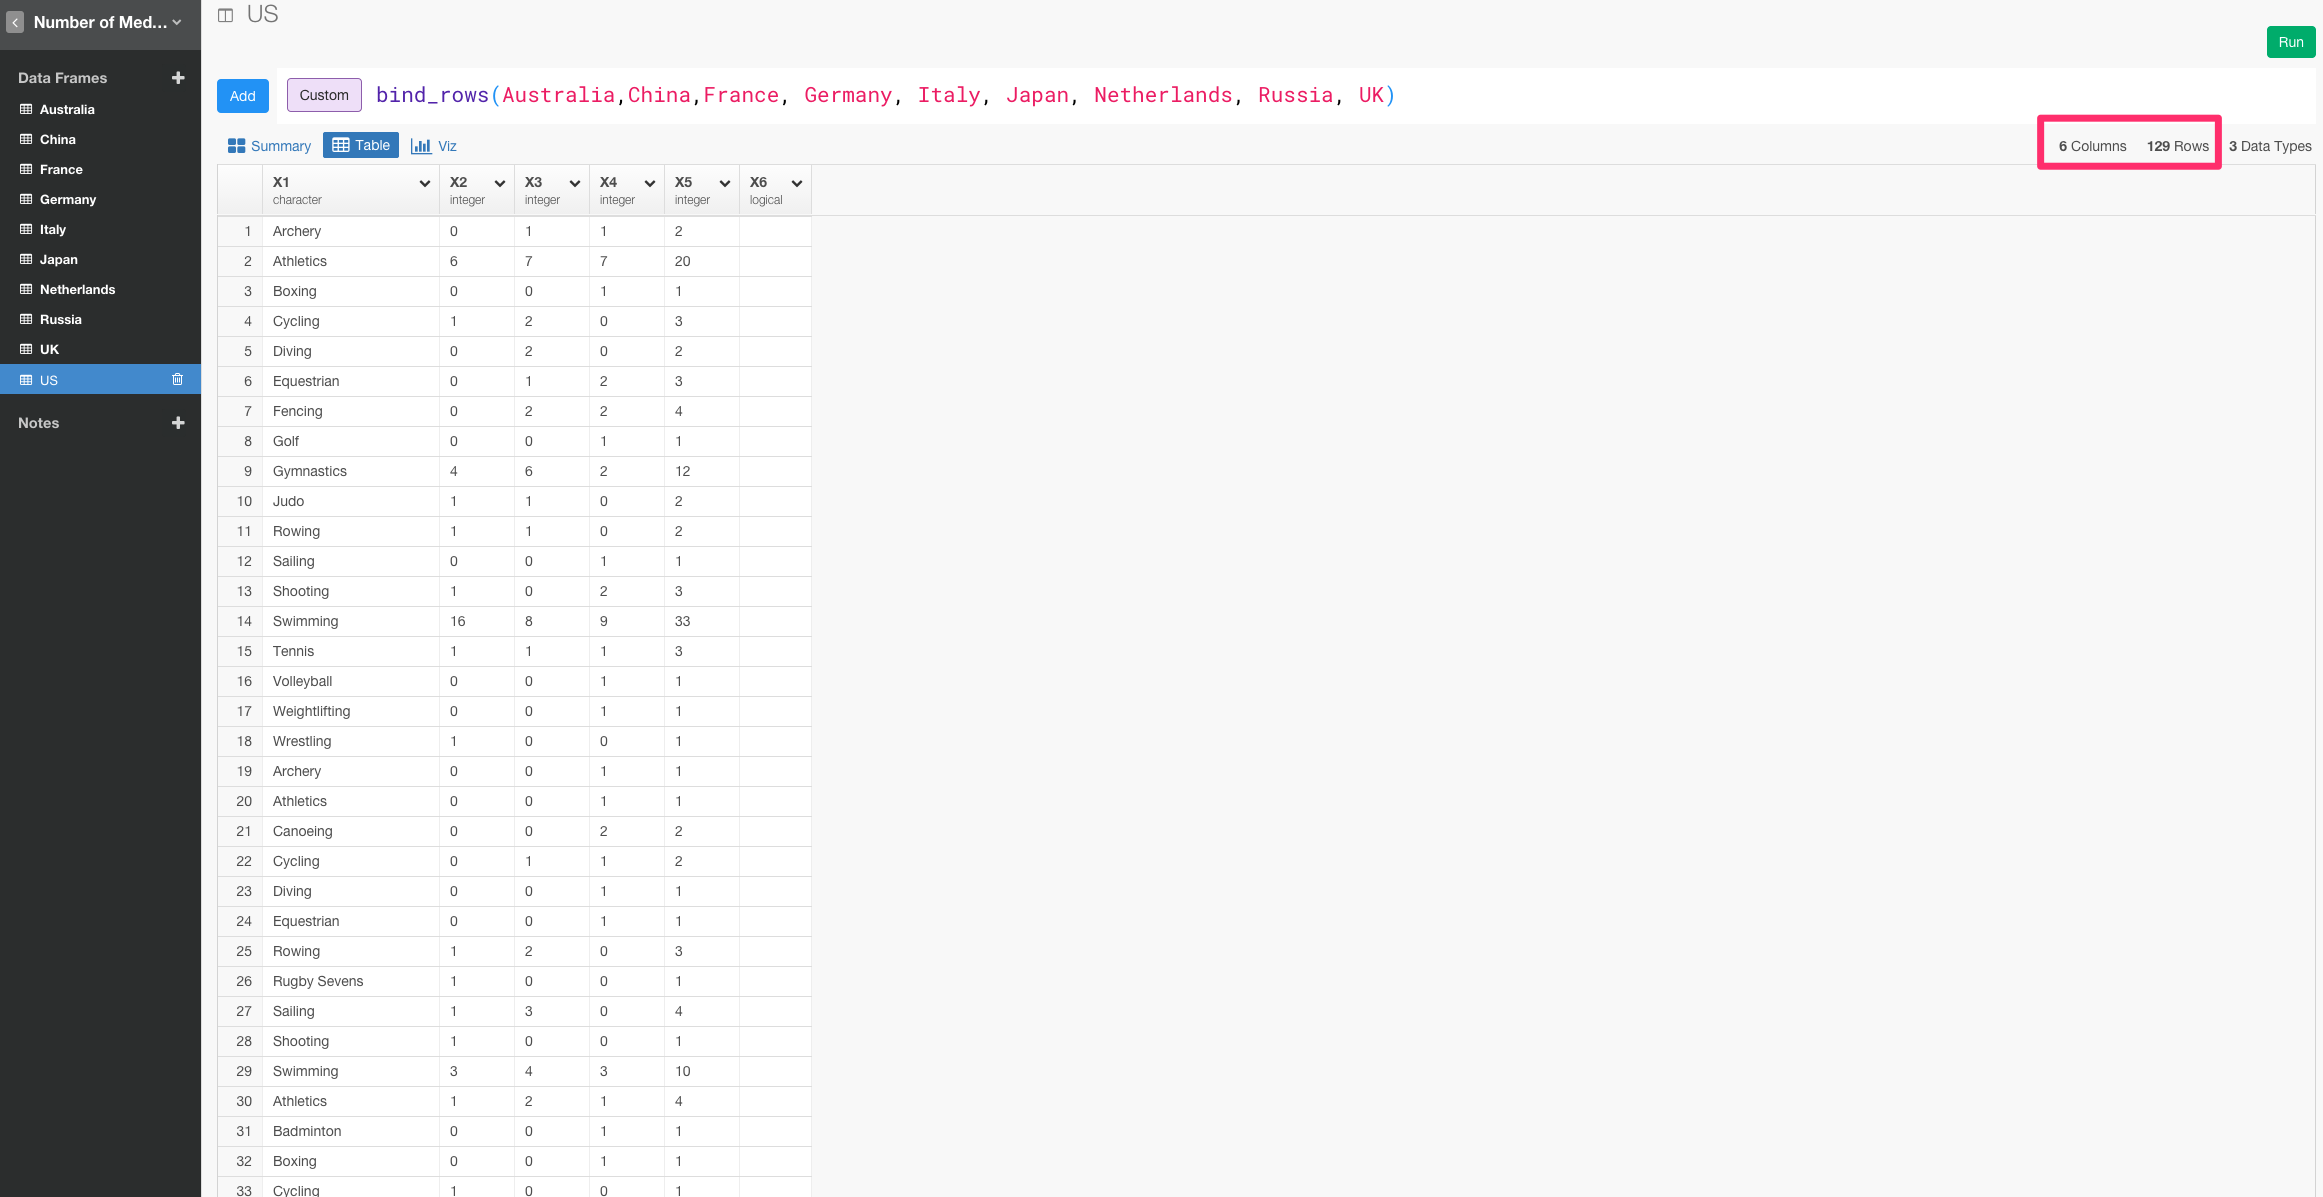 Number of Med...
US
Run
Data Frames
Australia
China
France
Germany
Italy
Japan
Netherlands
Russia
UK
US
Notes
Add Custom bind_rows(Australia,China,France, Germany, Italy, Japan, Netherlands, Russia, UK)
Summary Table Viz 6 Columns 129 Rows 3 Data Types
X1 X2 X3 X4 X5 X6
character integer integer integer integer logical
1 Archery 0 1 1 2
2 Athletics 6 7 7 20
3 Boxing 0 0 1 1
4 Cycling 1 2 0 3
5 Diving 0 2 0 2
6 Equestrian 0 1 2 3
7 Fencing 0 2 2 4
8 Golf 0 0 1 1
9 Gymnastics 4 6 2 12
10 Judo 1 1 0 2
11 Rowing 1 1 0 2
12 Sailing 0 0 1 1
13 Shooting 1 0 2 3
14 Swimming 16 8 9 33
15 Tennis 1 1 1 3
16 Volleyball 0 0 1 1
17 Weightlifting 0 0 1 1
18 Wrestling 1 0 0 1
19 Archery 0 0 1 1
20 Athletics 0 0 1 1
21 Canoeing 0 0 2 2
22 Cycling 0 1 1 2
23 Diving 0 0 1 1
24 Equestrian 0 0 1 1
25 Rowing 1 2 0 3
26 Rugby Sevens 1 0 0 1
27 Sailing 1 3 0 4
28 Shooting 1 0 0 1
29 Swimming 3 4 3 10
30 Athletics 1 2 1 4
31 Badminton 0 0 1 1
32 Boxing 0 0 1 1
33 Cycling 1 0 0 1